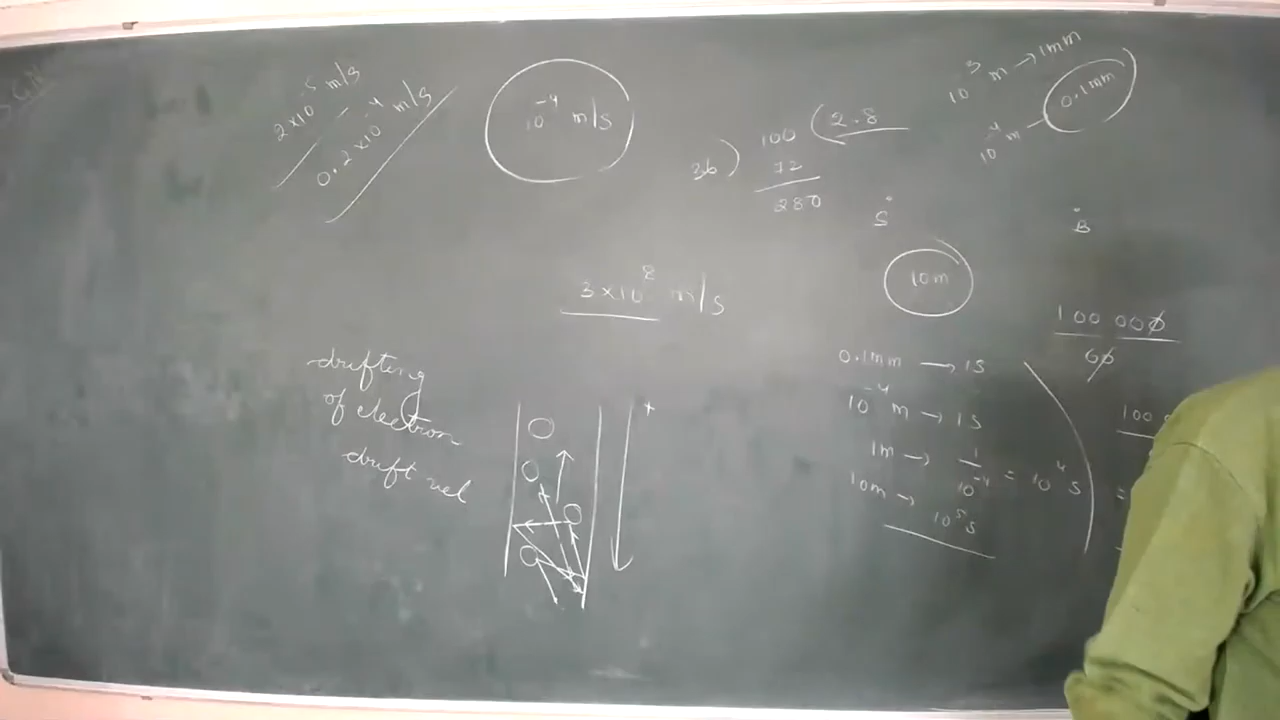 2×10⁻⁵ m/s
0.2×10⁻⁴ m/s
10⁻⁴ m/s
36) 100 (2.8
72
280
10⁻³ m → 1mm
10⁻⁴ m → 0.1mm
S B
10m
3×10⁸ m/s
100 000
60
100
=
0.1mm → 1s
10⁻⁴ m → 1s
1m → 1/10⁻⁴ = 10⁴ s
10m → 10⁵ s
drifting
of electron
drift vel
+